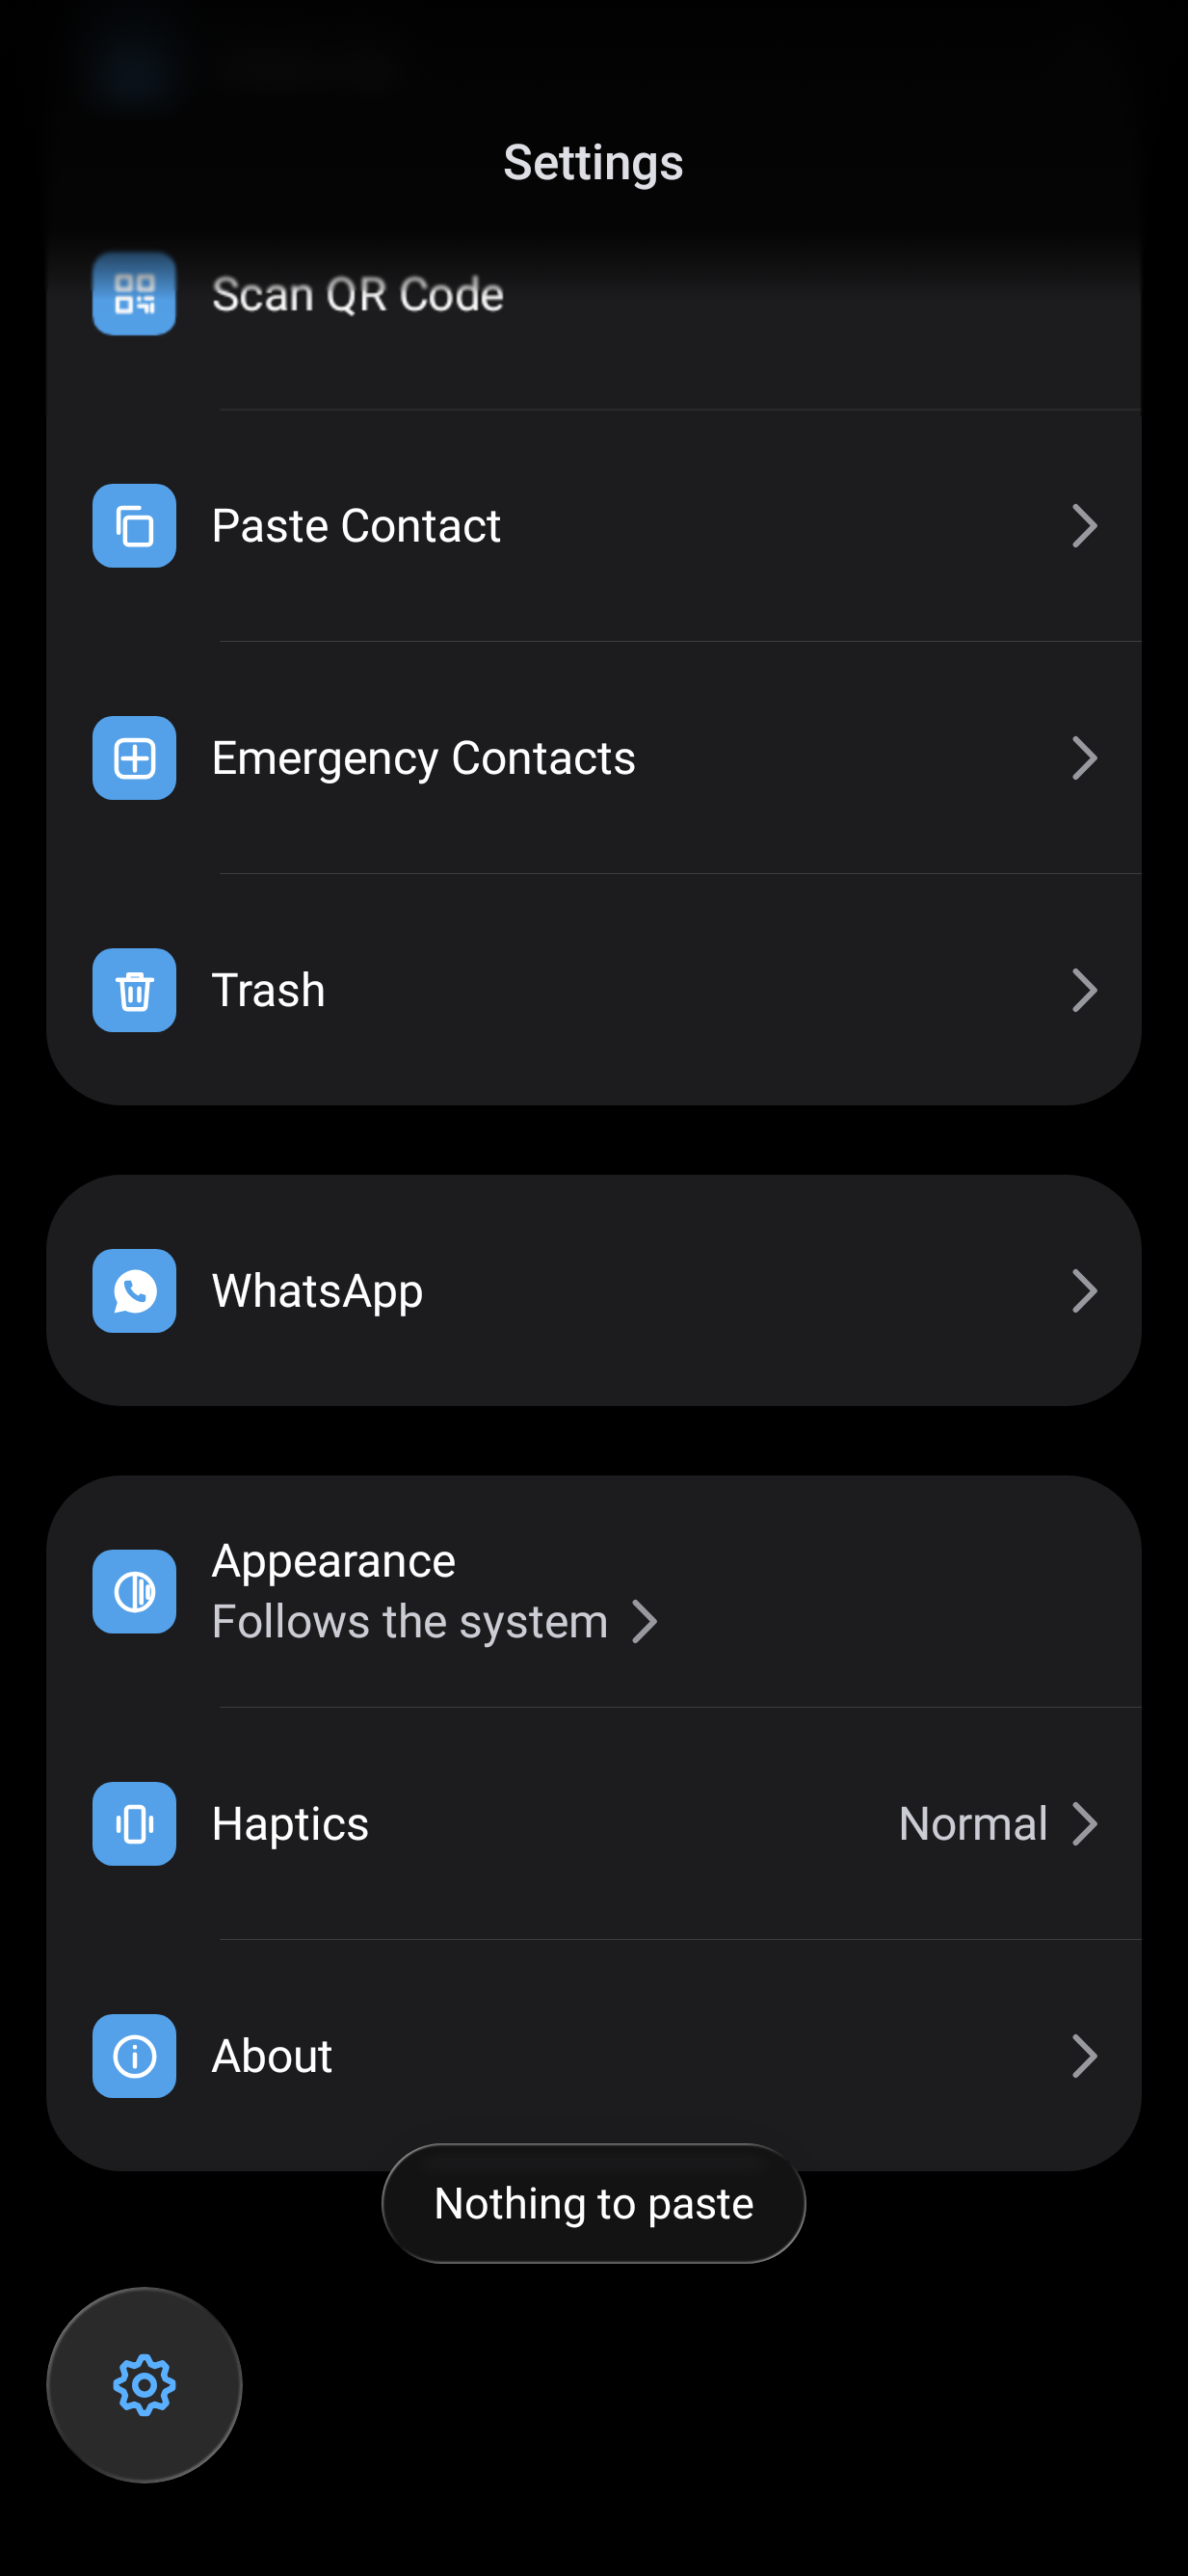 Settings
Scan QR Code
Paste Contact
Emergency Contacts
Trash
WhatsApp
Appearance
Follows the system
Haptics
Normal
About
Nothing to paste